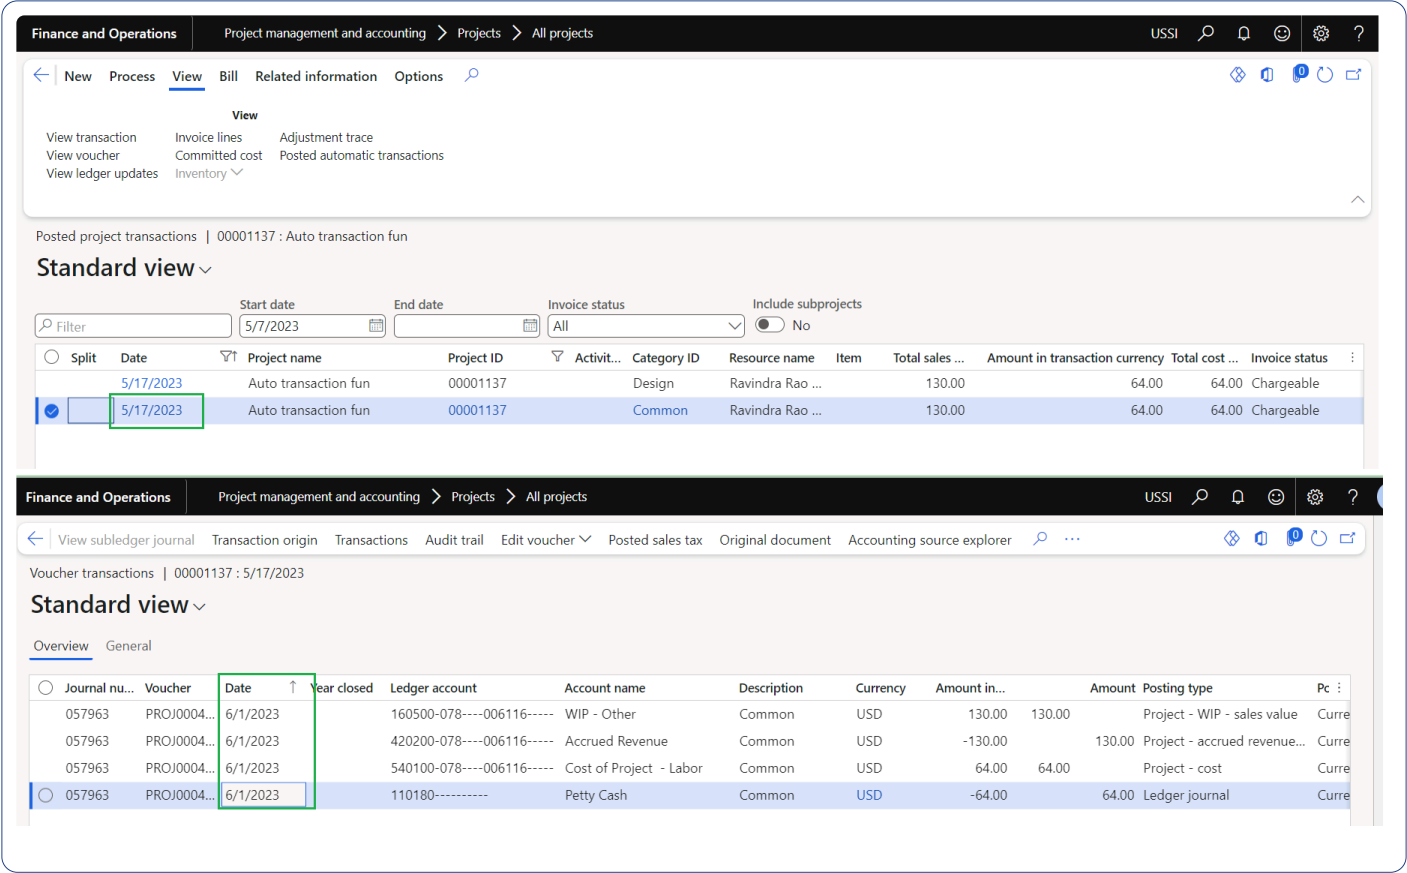 Finance and Operations Project management and accounting > Projects > All projects USSI ?
New Process View Bill Related information Options 0
View
View transaction Invoice lines Adjustment trace
View voucher Committed cost Posted automatic transactions
View ledger updates Inventory
Posted project transactions | 00001137 : Auto transaction fun
Standard view
Start date End date Invoice status Include subprojects
Filter 5/7/2023 All No
Split Date Project name Project ID Activit... Category ID Resource name Item Total sales ... Amount in transaction currency Total cost ... Invoice status
5/17/2023 Auto transaction fun 00001137 Design Ravindra Rao ... 130.00 64.00 64.00 Chargeable
5/17/2023 Auto transaction fun 00001137 Common Ravindra Rao ... 130.00 64.00 64.00 Chargeable
Finance and Operations Project management and accounting > Projects > All projects USSI ?
View subledger journal Transaction origin Transactions Audit trail Edit voucher Posted sales tax Original document Accounting source explorer ... 0
Voucher transactions | 00001137 : 5/17/2023
Standard view
Overview General
Journal nu... Voucher Date Year closed Ledger account Account name Description Currency Amount in... Amount Posting type Pc
057963 PROJ0004... 6/1/2023 160500-078----006116----- WIP - Other Common USD 130.00 130.00 Project - WIP - sales value Curre
057963 PROJ0004... 6/1/2023 420200-078----006116----- Accrued Revenue Common USD -130.00 130.00 Project - accrued revenue... Curre
057963 PROJ0004... 6/1/2023 540100-078----006116----- Cost of Project - Labor Common USD 64.00 64.00 Project - cost Curre
057963 PROJ0004... 6/1/2023 110180---------- Petty Cash Common USD -64.00 64.00 Ledger journal Curre